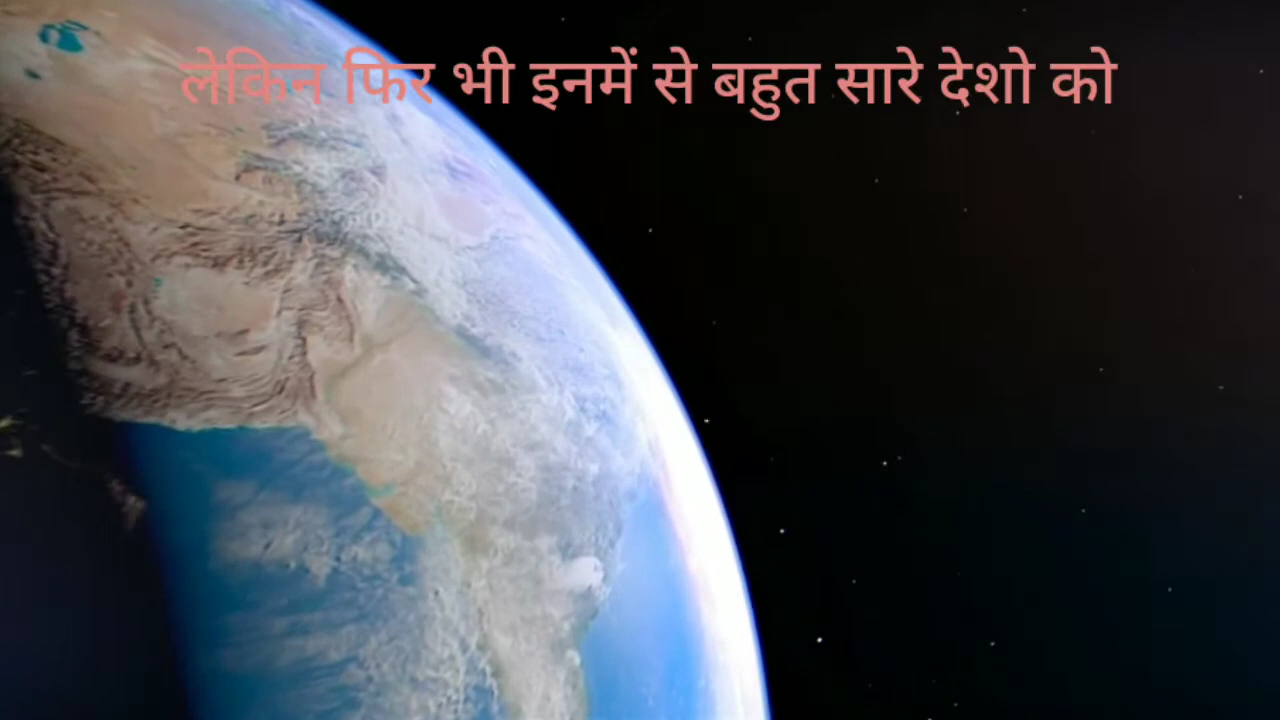 लेकिन फिर भी इनमें से बहुत सारे देशो को